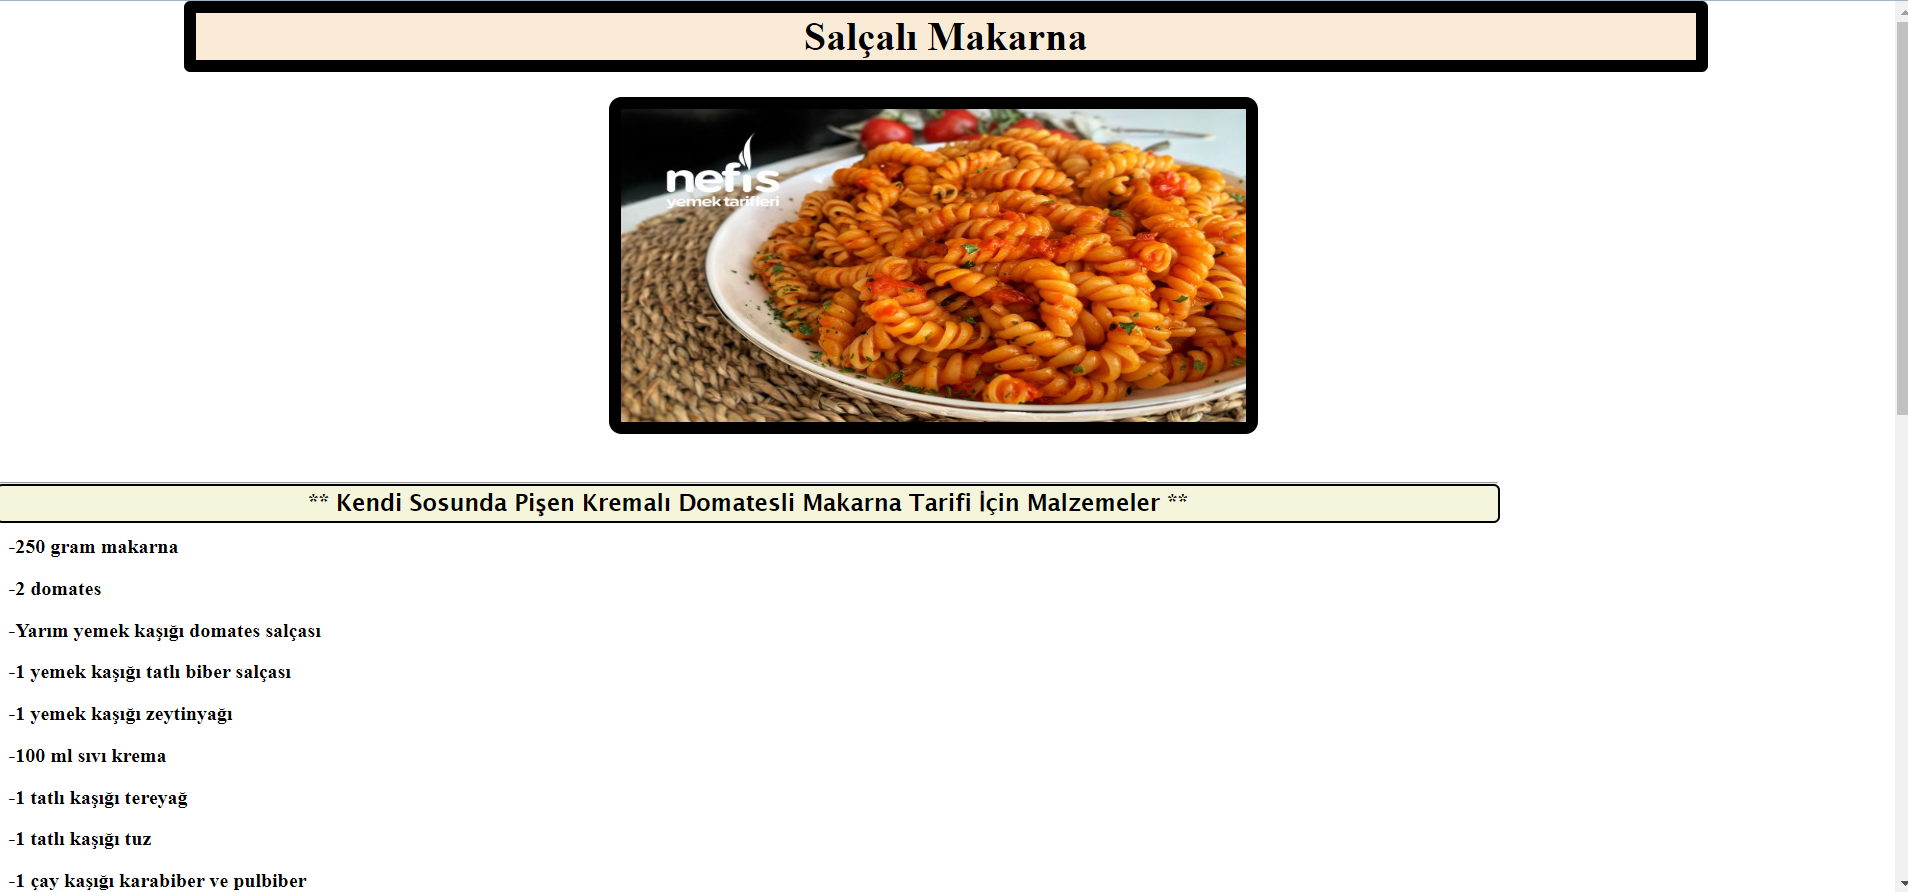 Salçalı Makarna
nefis
yemek tarifleri
** Kendi Sosunda Pişen Kremalı Domatesli Makarna Tarifi İçin Malzemeler **
-250 gram makarna
-2 domates
-Yarım yemek kaşığı domates salçası
-1 yemek kaşığı tatlı biber salçası
-1 yemek kaşığı zeytinyağı
-100 ml sıvı krema
-1 tatlı kaşığı tereyağ
-1 tatlı kaşığı tuz
-1 çay kaşığı karabiber ve pulbiber